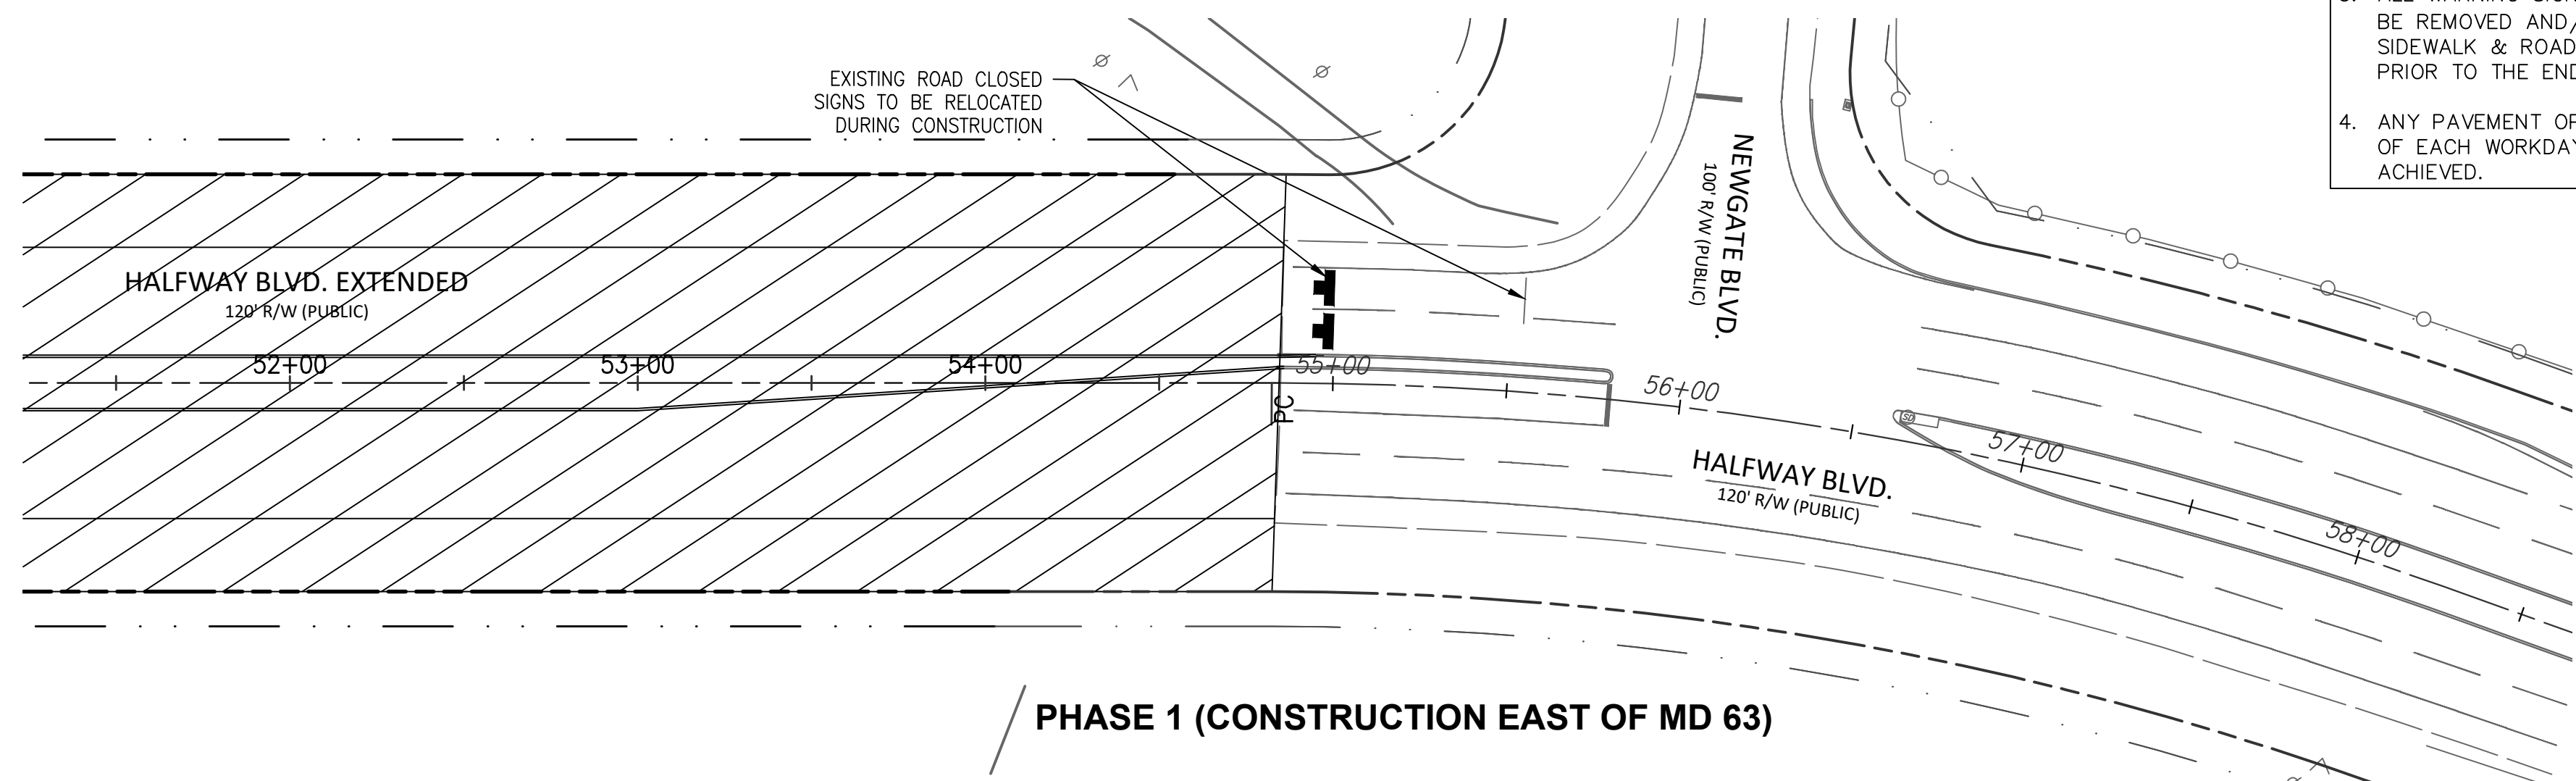 EXISTING ROAD CLOSED
SIGNS TO BE RELOCATED
DURING CONSTRUCTION
BE REMOVED AND/
SIDEWALK & ROAD
PRIOR TO THE END
4. ANY PAVEMENT OF
OF EACH WORKDAY
ACHIEVED.
NEWGATE BLVD.
100' R/W (PUBLIC)
HALFWAY BLVD. EXTENDED
120' R/W (PUBLIC)
52+00
53+00
54+00
55+00
56+00
57+00
58+00
PC
SD
HALFWAY BLVD.
120' R/W (PUBLIC)
PHASE 1 (CONSTRUCTION EAST OF MD 63)